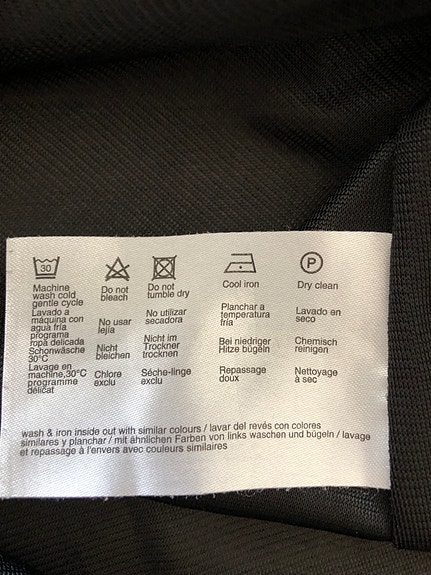 30
P
Machine
wash cold
gentle cycle
Lavado a
máquina con
agua fría
programa
ropa delicada
Schonwäsche
30°C
Lavage en
machine,30°C
programme
délicat
Do not
bleach
No usar
lejia
Nicht
bleichen
Chlore
exclu
Do not
tumble dry
No utilizar
secadora
Nicht im
Trockner
trocknen
Séche-linge
exclu
Cool iron
Planchar a
temperatura
fría
Bei niedriger
Hitze bügeln
Repassage
doux
Dry clean
Lavado en
seco
Chemisch
reinigen
Nettoyage
à sec
wash & iron inside out with similar colours / lavar del revés con colores
similares y planchar / mit ähnlichen Farben von links waschen und bügeln / lavage
et repassage à l'envers avec couleurs similaires